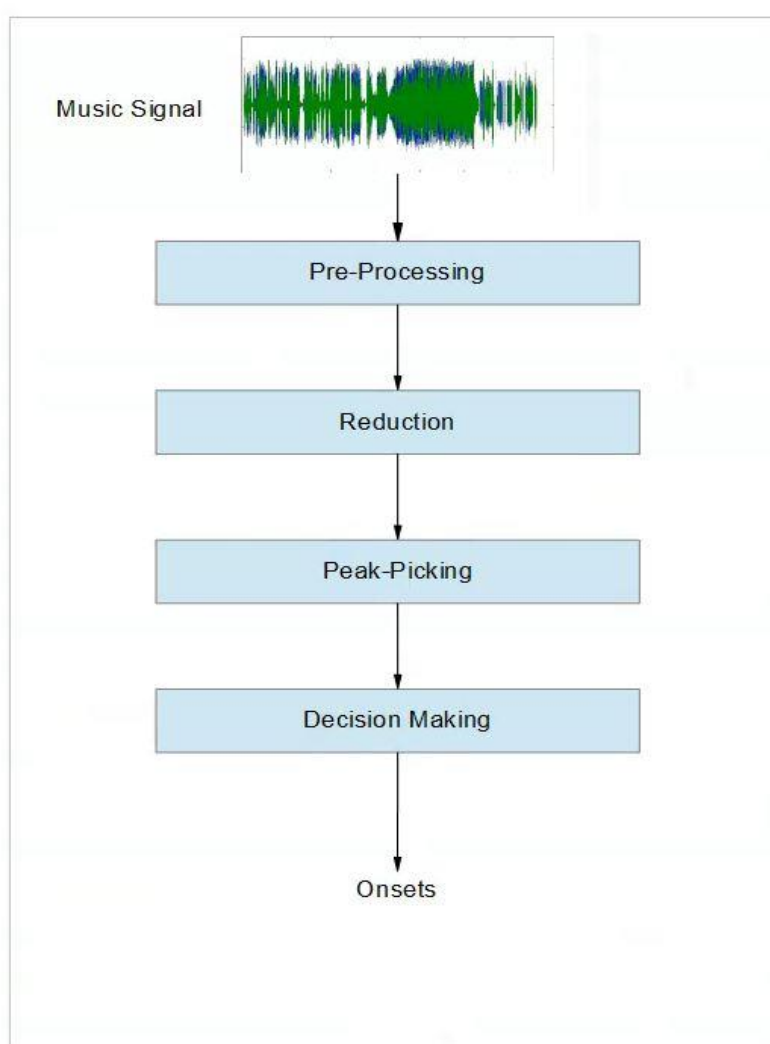 Music Signal
Pre-Processing
Reduction
Peak-Picking
Decision Making
Onsets